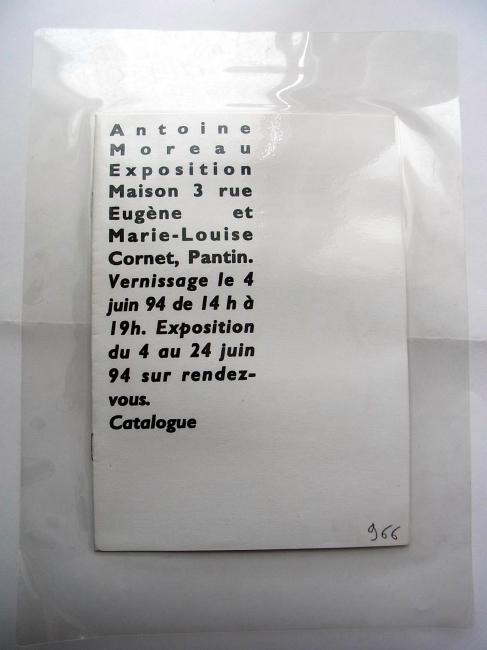 Antoine
Moreau
Exposition
Maison 3 rue
Eugène et
Marie-Louise
Cornet, Pantin.
Vernissage le 4
juin 94 de 14 h à
19h. Exposition
du 4 au 24 juin
94 sur rendez-
vous.
Catalogue
966